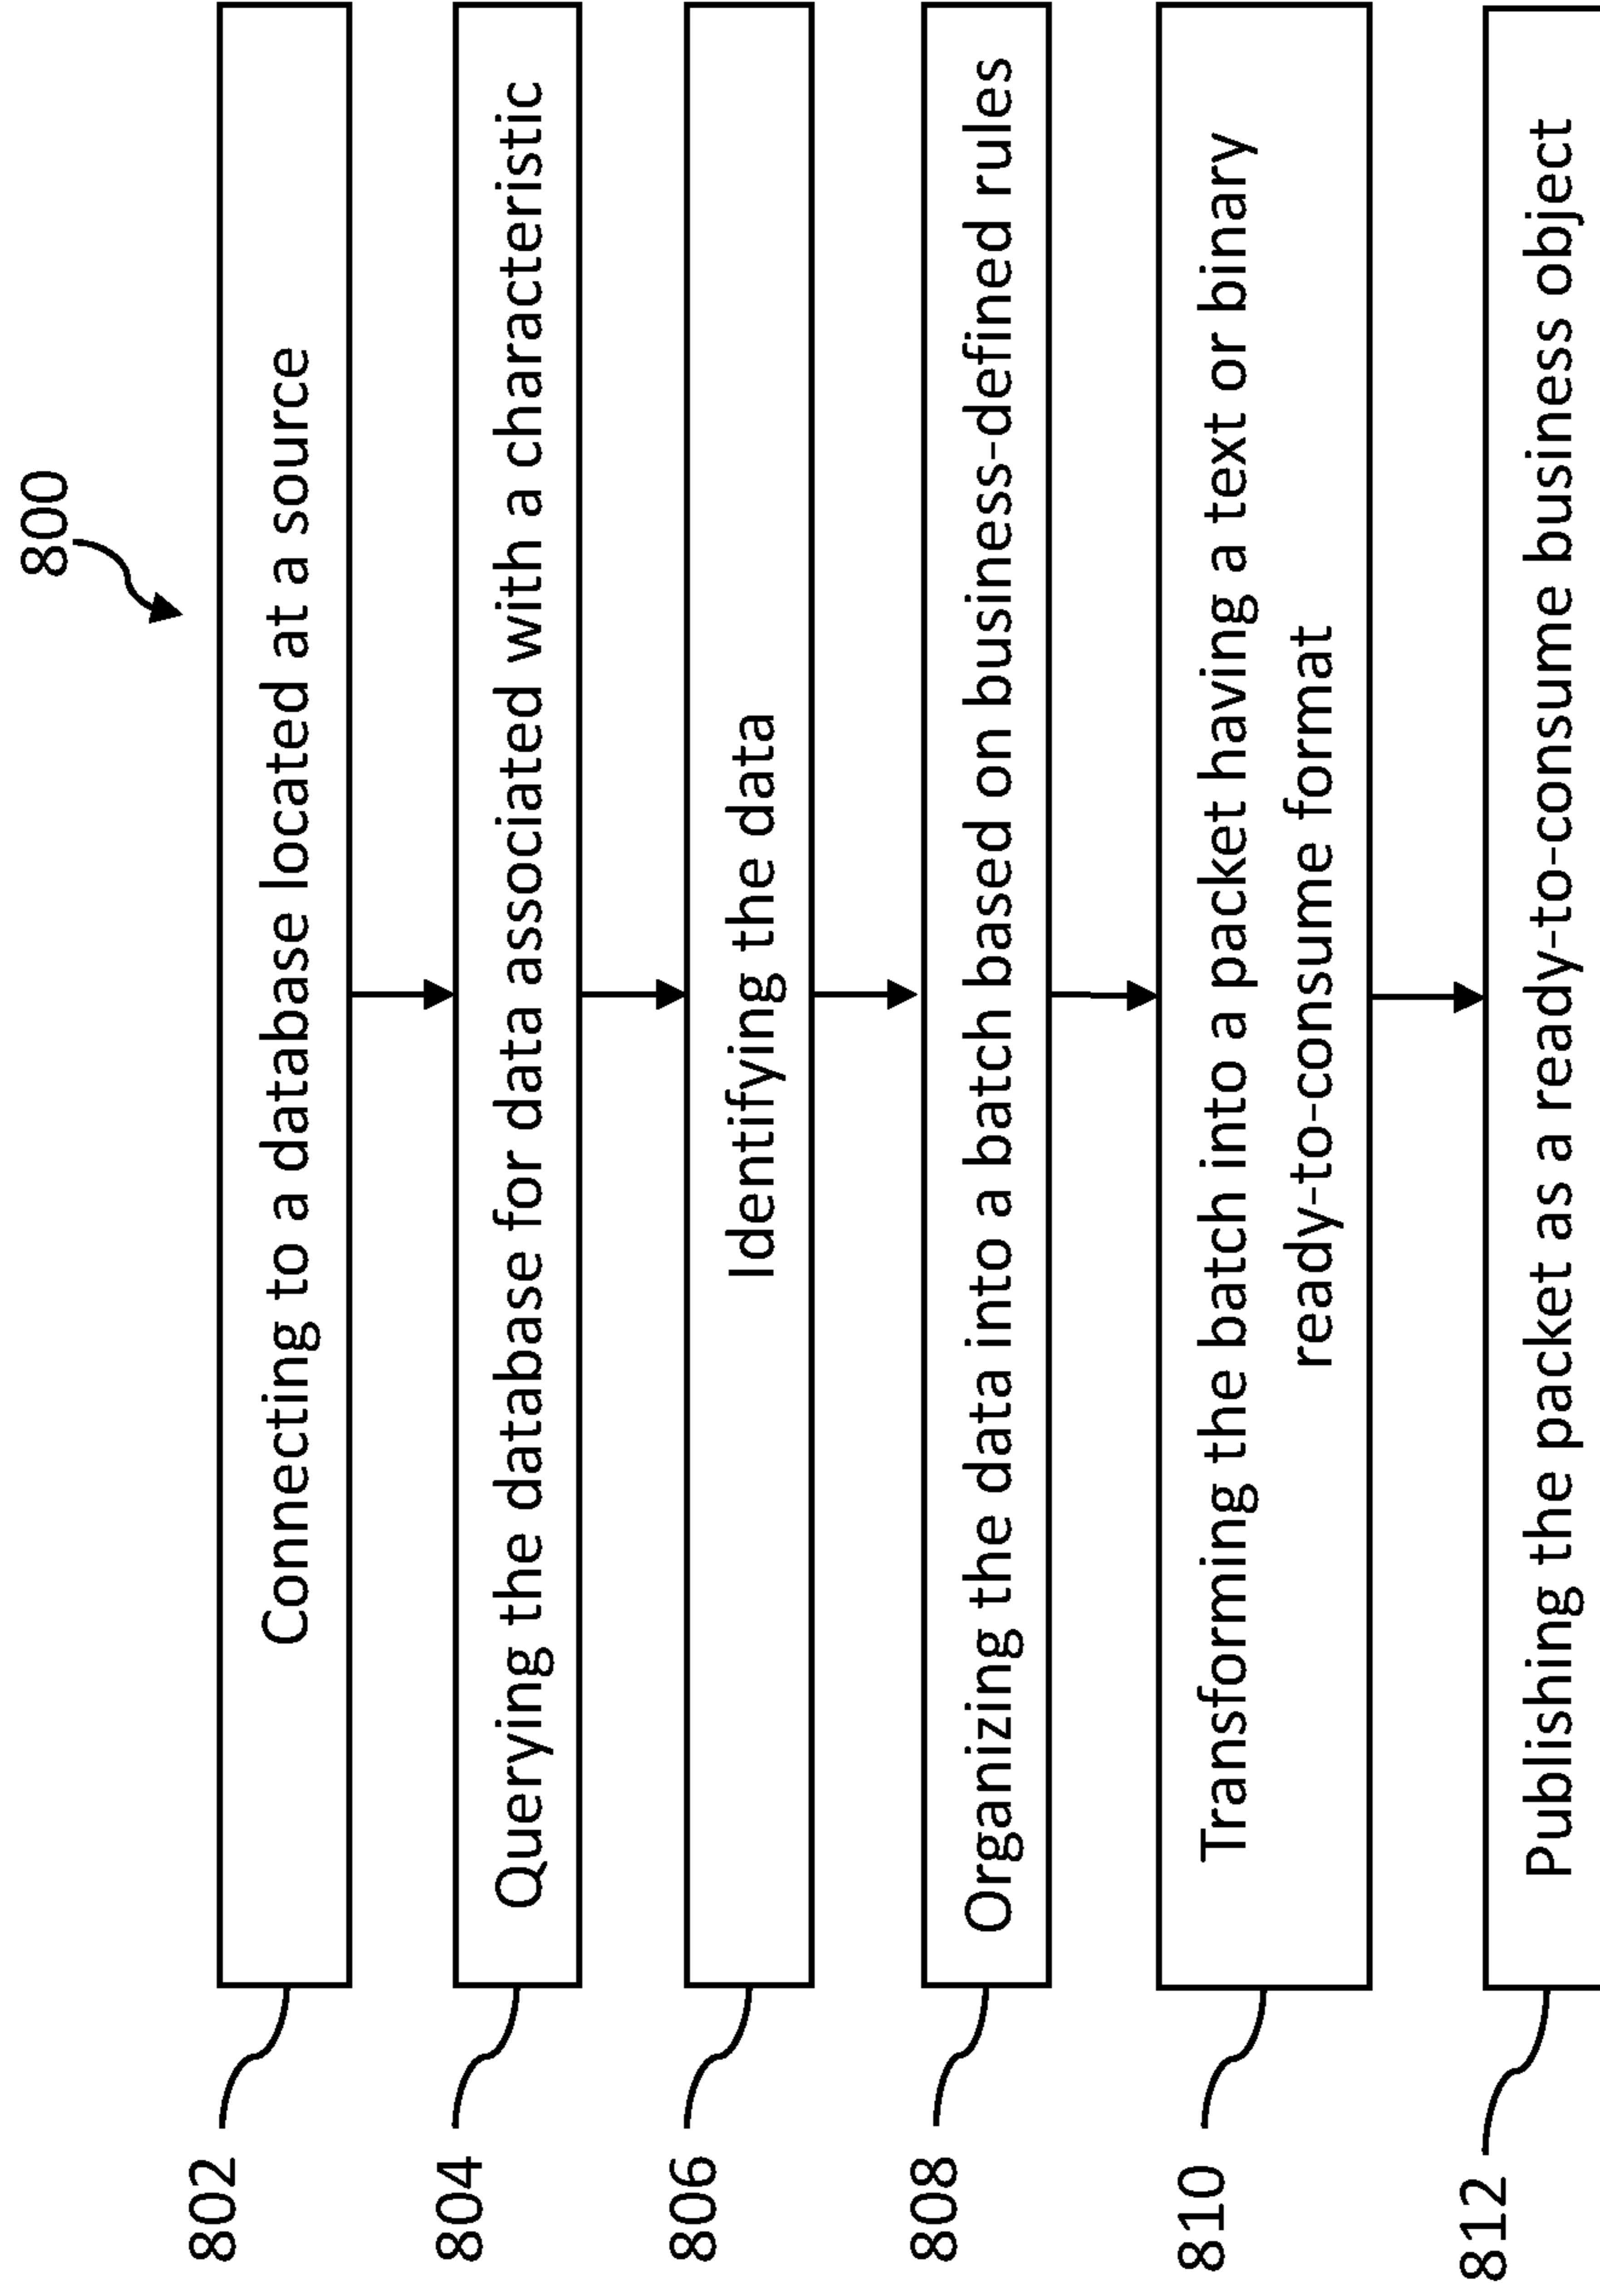 800
802
Connecting to a database located at a source
804
Querying the database for data associated with a characteristic
806
Identifying the data
808
Organizing the data into a batch based on business-defined rules
810
Transforming the batch into a packet having a text or binary
ready-to-consume format
812
Publishing the packet as a ready-to-consume business object